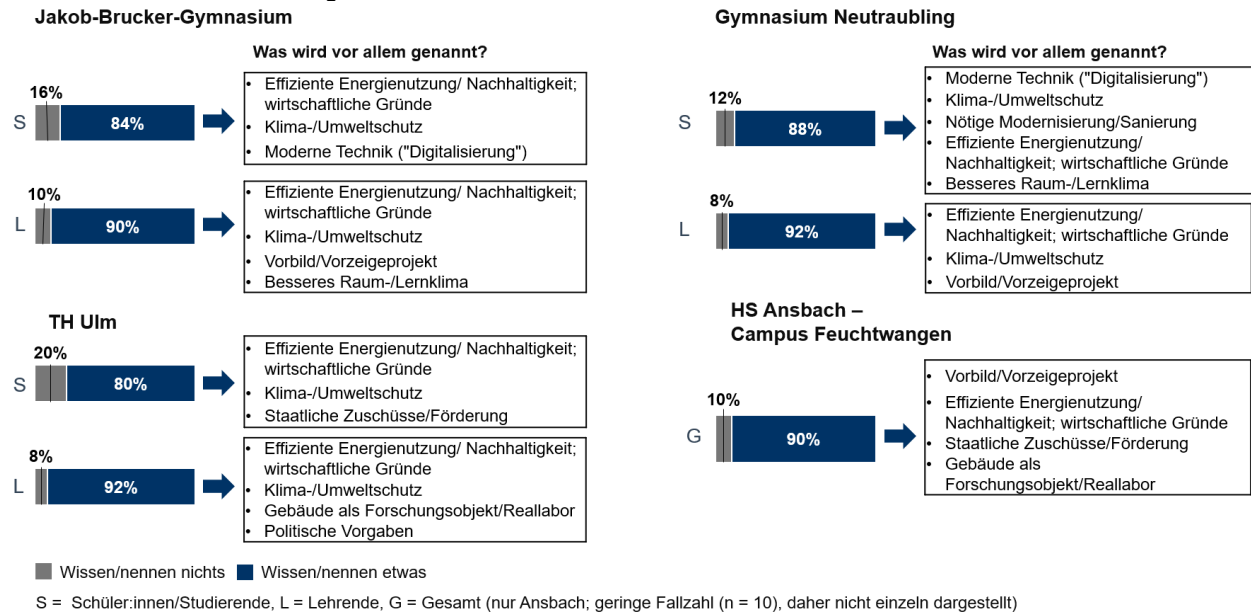 Jakob-Brucker-Gymnasium
Was wird vor allem genannt?
16%
S
84%
• Effiziente Energienutzung/ Nachhaltigkeit;
wirtschaftliche Gründe
• Klima-/Umweltschutz
• Moderne Technik ("Digitalisierung")
10%
L
90%
• Effiziente Energienutzung/ Nachhaltigkeit;
wirtschaftliche Gründe
• Klima-/Umweltschutz
• Vorbild/Vorzeigeprojekt
• Besseres Raum-/Lernklima
TH Ulm
20%
S
80%
• Effiziente Energienutzung/ Nachhaltigkeit;
wirtschaftliche Gründe
• Klima-/Umweltschutz
• Staatliche Zuschüsse/Förderung
8%
L
92%
• Effiziente Energienutzung/ Nachhaltigkeit;
wirtschaftliche Gründe
• Klima-/Umweltschutz
• Gebäude als Forschungsobjekt/Reallabor
• Politische Vorgaben
Gymnasium Neutraubling
Was wird vor allem genannt?
12%
S
88%
• Moderne Technik ("Digitalisierung")
• Klima-/Umweltschutz
• Nötige Modernisierung/Sanierung
• Effiziente Energienutzung/
Nachhaltigkeit; wirtschaftliche Gründe
• Besseres Raum-/Lernklima
8%
L
92%
• Effiziente Energienutzung/
Nachhaltigkeit; wirtschaftliche Gründe
• Klima-/Umweltschutz
• Vorbild/Vorzeigeprojekt
HS Ansbach –
Campus Feuchtwangen
10%
G
90%
• Vorbild/Vorzeigeprojekt
• Effiziente Energienutzung/
Nachhaltigkeit; wirtschaftliche Gründe
• Staatliche Zuschüsse/Förderung
• Gebäude als
Forschungsobjekt/Reallabor
Wissen/nennen nichts Wissen/nennen etwas
S = Schüler:innen/Studierende, L = Lehrende, G = Gesamt (nur Ansbach; geringe Fallzahl (n = 10), daher nicht einzeln dargestellt)